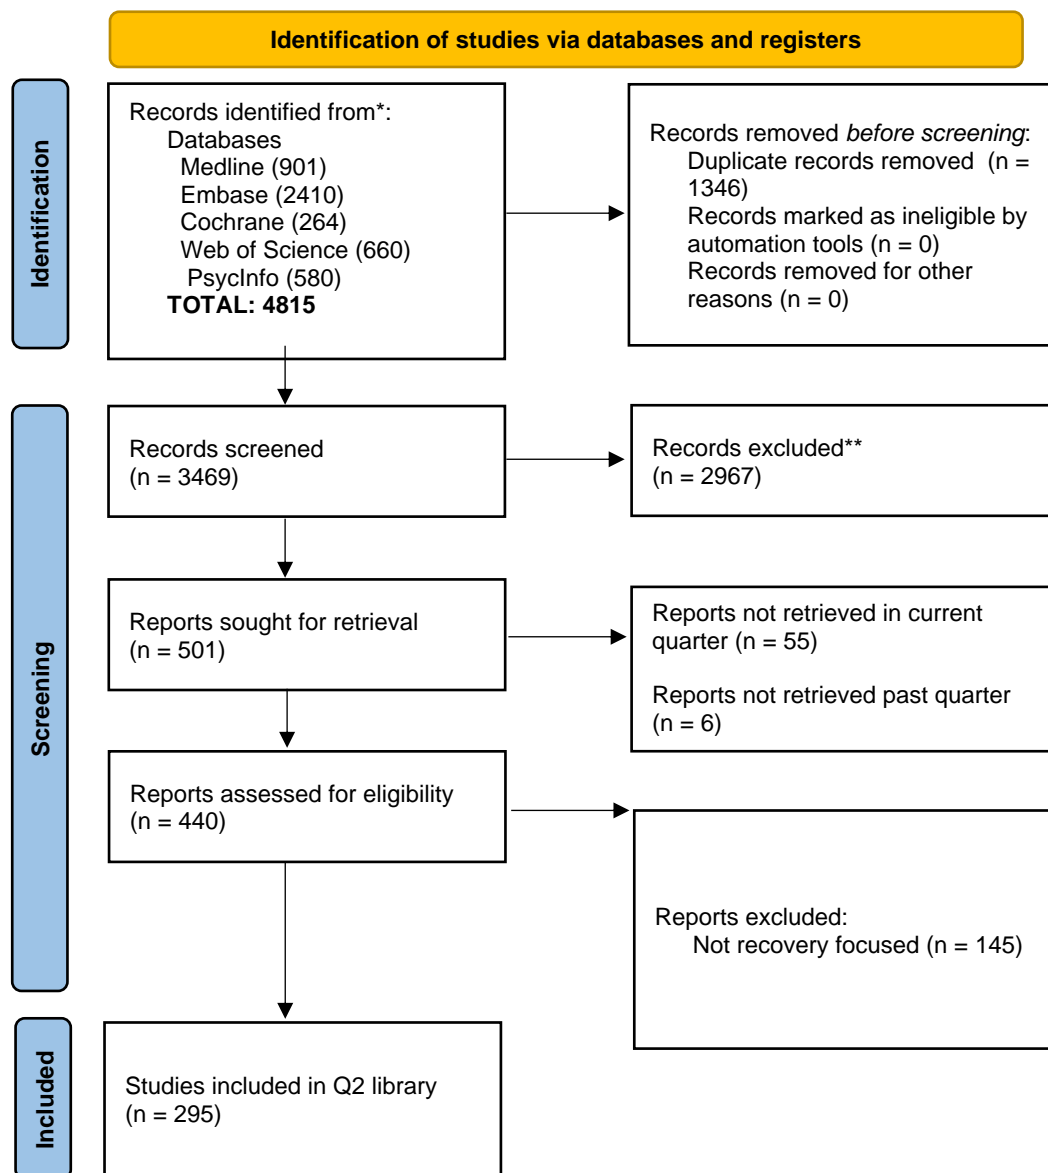 Identification of studies via databases and registers
Identification
Records identified from*:
Databases
Medline (901)
Embase (2410)
Cochrane (264)
Web of Science (660)
PsycInfo (580)
TOTAL: 4815
Records removed before screening:
Duplicate records removed (n =
1346)
Records marked as ineligible by
automation tools (n = 0)
Records removed for other
reasons (n = 0)
Screening
Records screened
(n = 3469)
Records excluded**
(n = 2967)
Reports sought for retrieval
(n = 501)
Reports not retrieved in current
quarter (n = 55)
Reports not retrieved past quarter
(n = 6)
Reports assessed for eligibility
(n = 440)
Reports excluded:
Not recovery focused (n = 145)
Included
Studies included in Q2 library
(n = 295)